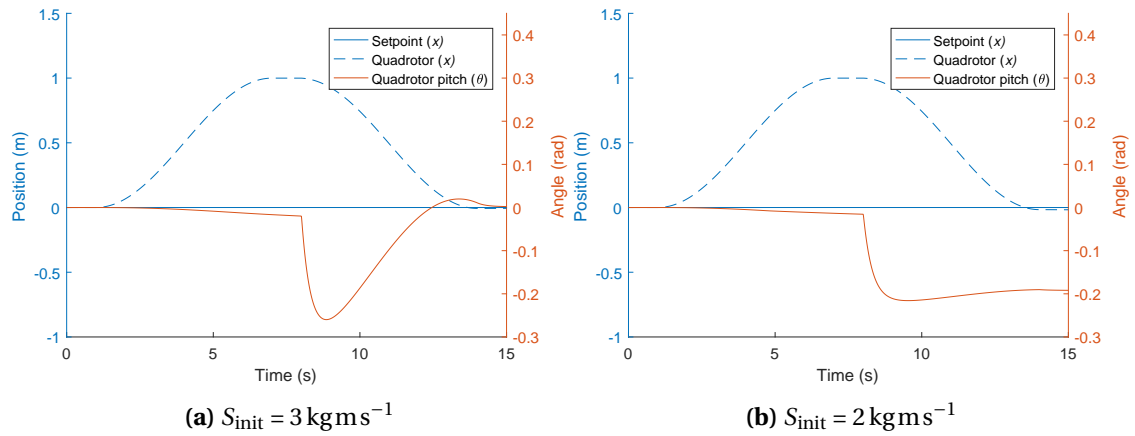 1.5
1
0.5
0
-0.5
-1
Position (m)
0.4
0.3
0.2
0.1
0
-0.1
-0.2
-0.3
Angle (rad)
Setpoint (x)
Quadrotor (x)
Quadrotor pitch (θ)
0 5 10 15
Time (s)
(a) Sinit = 3 kg m s−1
1.5
1
0.5
0
-0.5
-1
Position (m)
0.4
0.3
0.2
0.1
0
-0.1
-0.2
-0.3
Angle (rad)
Setpoint (x)
Quadrotor (x)
Quadrotor pitch (θ)
0 5 10 15
Time (s)
(b) Sinit = 2 kg m s−1